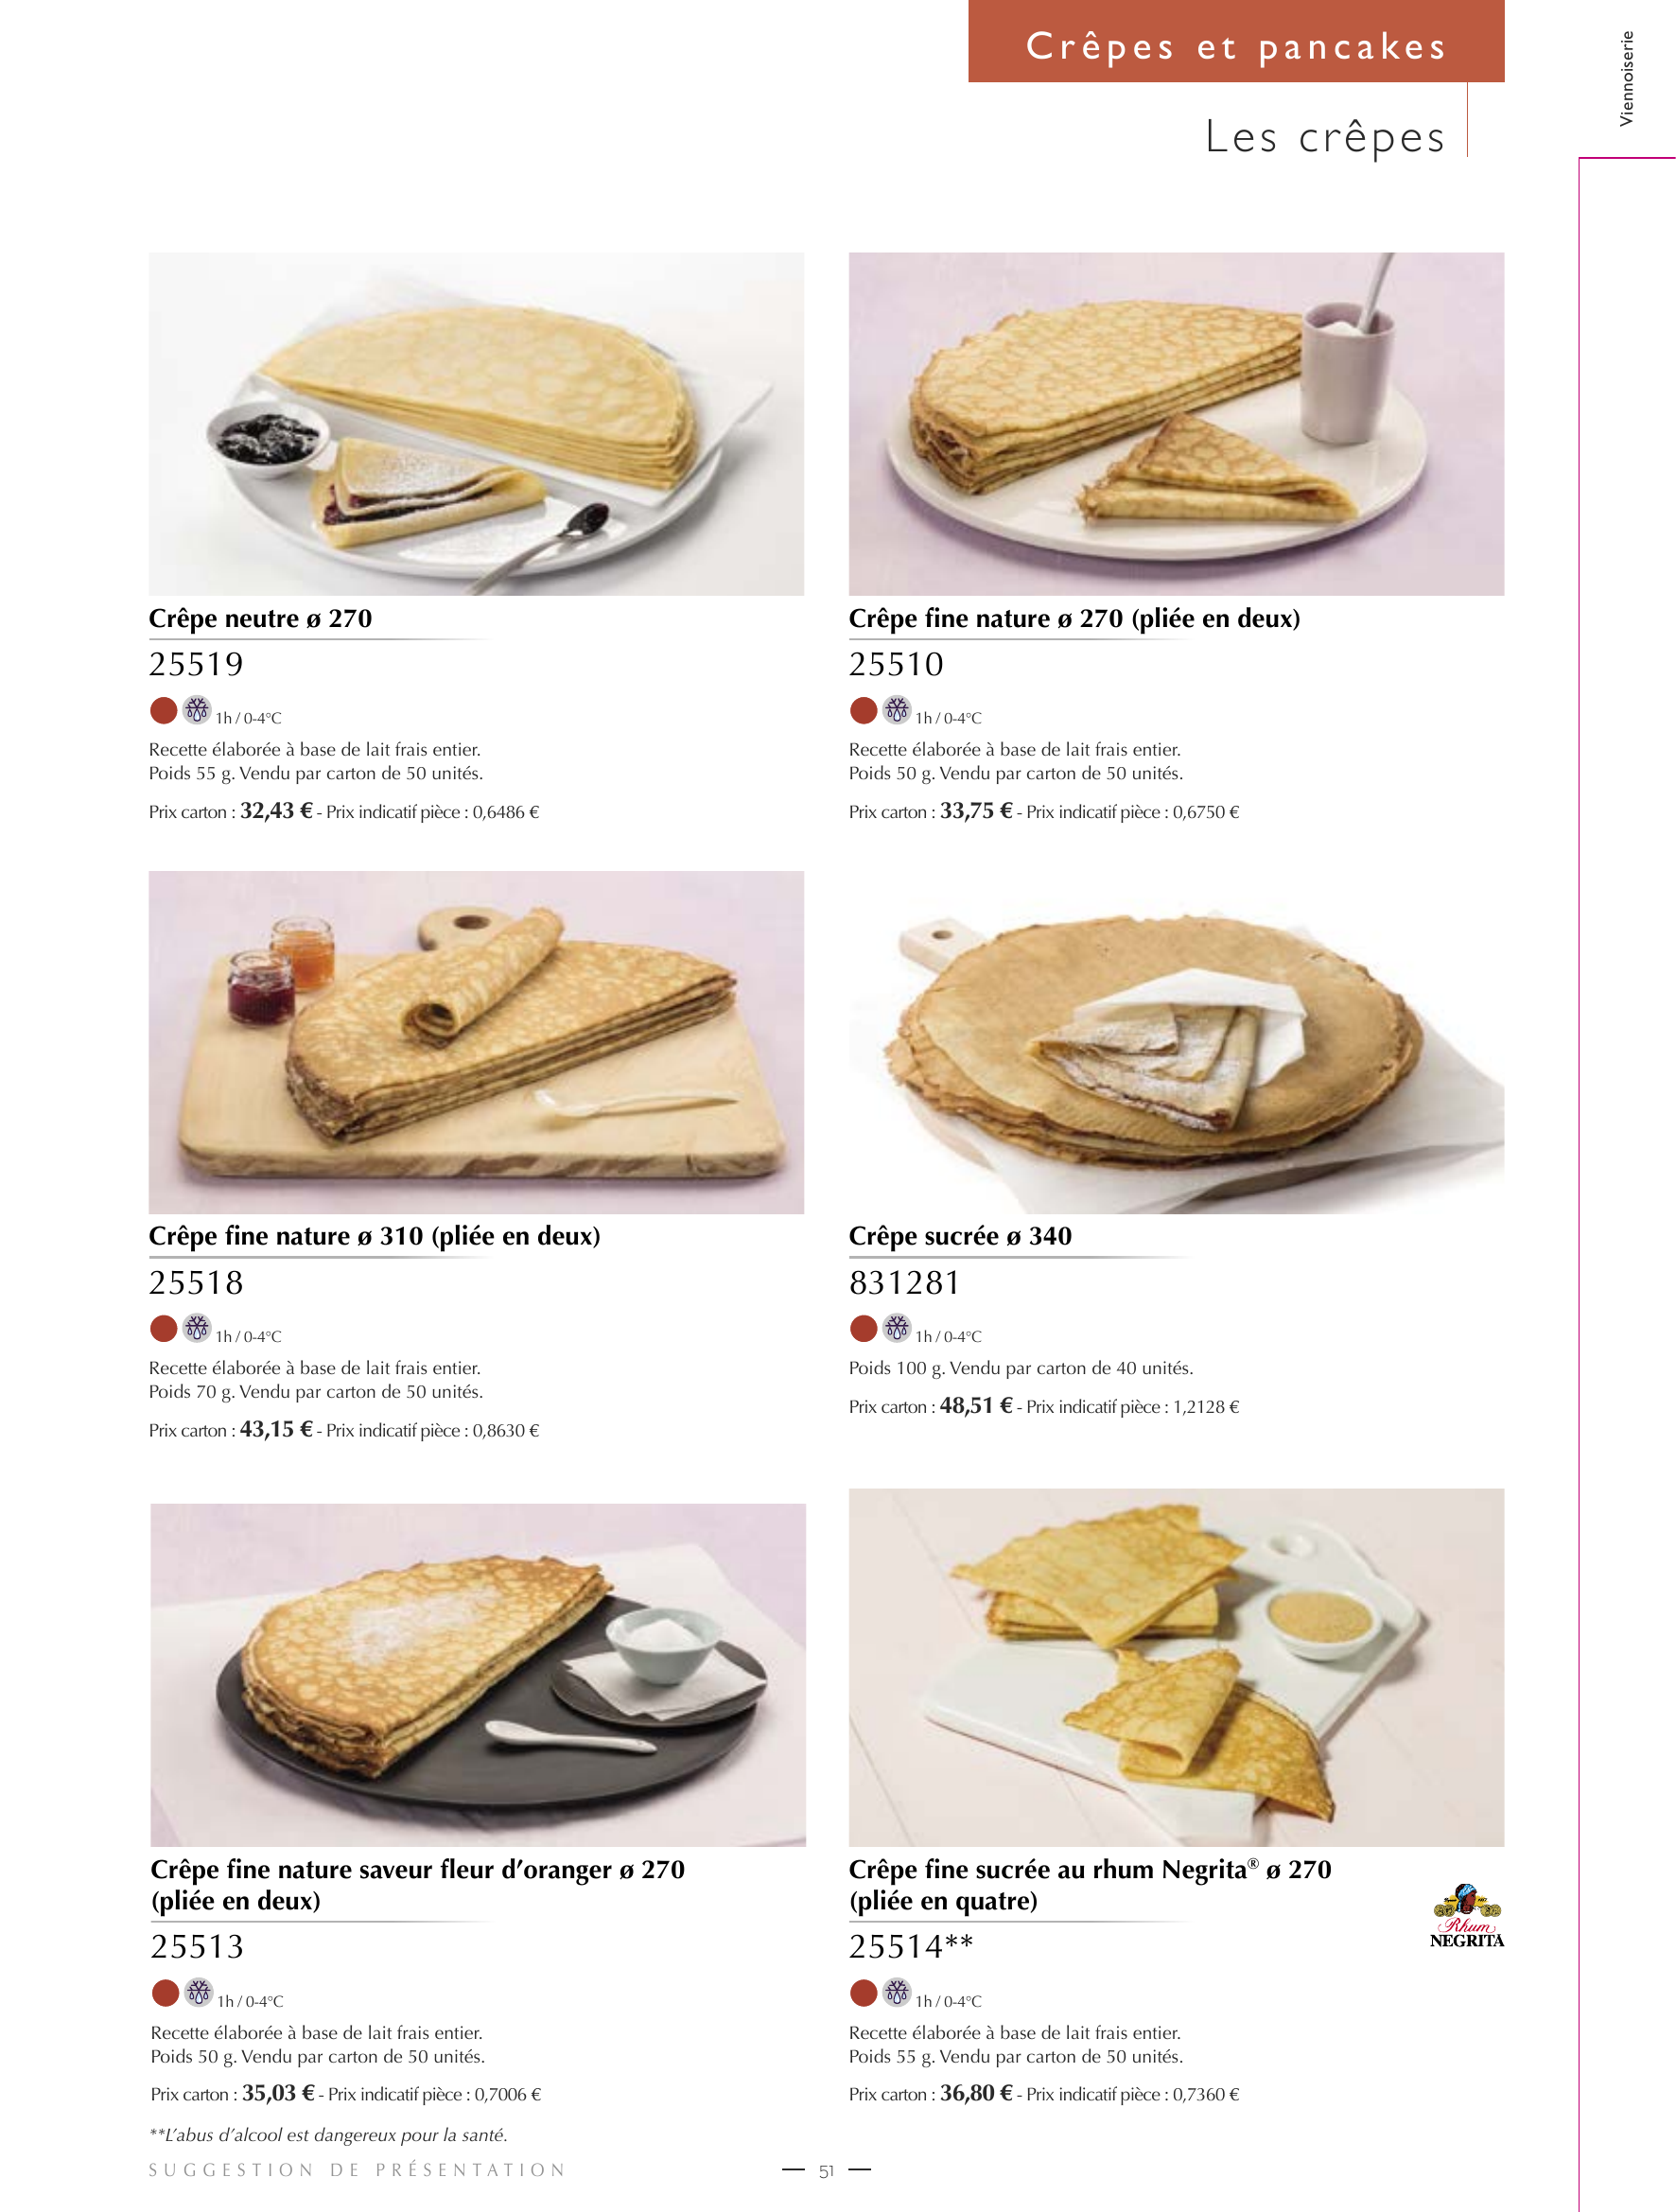 Crêpes et pancakes
Viennoiserie
Les crêpes
Crêpe neutre ø 270
25519
1h / 0-4°C
Recette élaborée à base de lait frais entier.
Poids 55 g. Vendu par carton de 50 unités.
Prix carton : 32,43 € - Prix indicatif pièce : 0,6486 €
Crêpe fine nature ø 270 (pliée en deux)
25510
1h / 0-4°C
Recette élaborée à base de lait frais entier.
Poids 50 g. Vendu par carton de 50 unités.
Prix carton : 33,75 € - Prix indicatif pièce : 0,6750 €
Crêpe fine nature ø 310 (pliée en deux)
25518
1h / 0-4°C
Recette élaborée à base de lait frais entier.
Poids 70 g. Vendu par carton de 50 unités.
Prix carton : 43,15 € - Prix indicatif pièce : 0,8630 €
Crêpe sucrée ø 340
831281
1h / 0-4°C
Poids 100 g. Vendu par carton de 40 unités.
Prix carton : 48,51 € - Prix indicatif pièce : 1,2128 €
Crêpe fine nature saveur fleur d’oranger ø 270
(pliée en deux)
25513
1h / 0-4°C
Recette élaborée à base de lait frais entier.
Poids 50 g. Vendu par carton de 50 unités.
Prix carton : 35,03 € - Prix indicatif pièce : 0,7006 €
Crêpe fine sucrée au rhum Negrita® ø 270
(pliée en quatre)
25514**
Rhum
NEGRITA
1h / 0-4°C
Recette élaborée à base de lait frais entier.
Poids 55 g. Vendu par carton de 50 unités.
Prix carton : 36,80 € - Prix indicatif pièce : 0,7360 €
**L’abus d’alcool est dangereux pour la santé.
SUGGESTION DE PRÉSENTATION
— 51 —